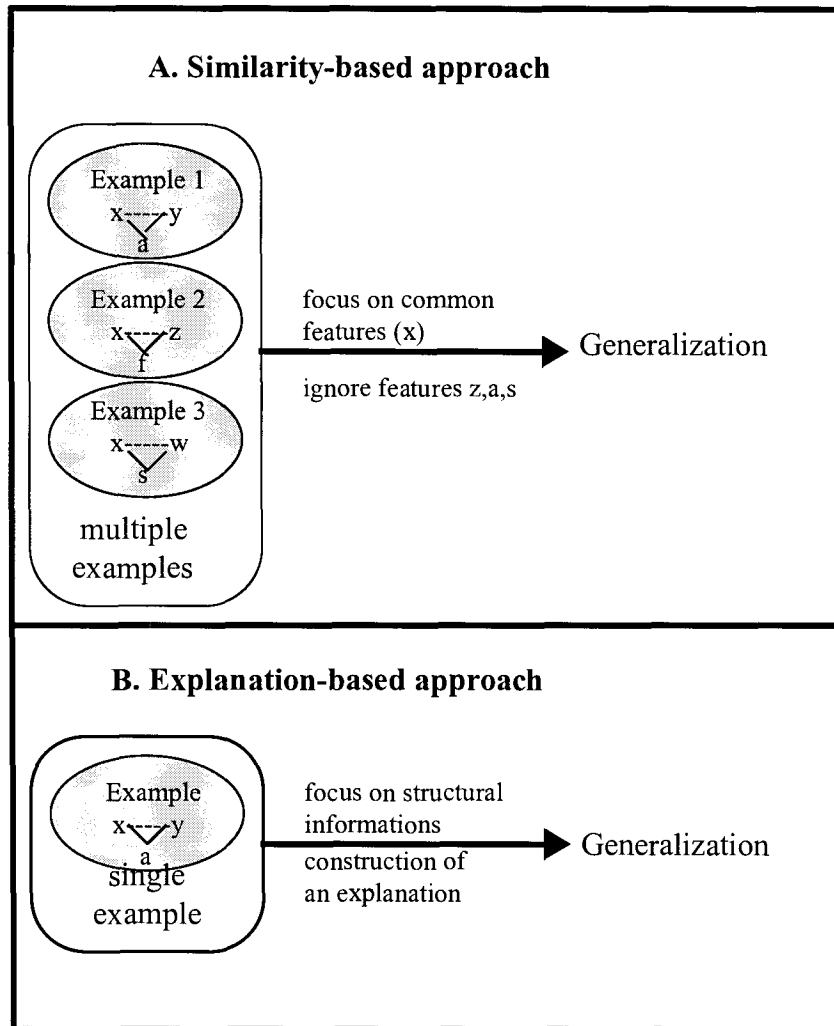 A. Similarity-based approach
Example 1
x-----y
a
Example 2
x-----z
f
Example 3
x-----w
s
multiple
examples
focus on common
features (x)
ignore features z,a,s
Generalization
B. Explanation-based approach
Example
x-----y
a
single
example
focus on structural
informations
construction of
an explanation
Generalization